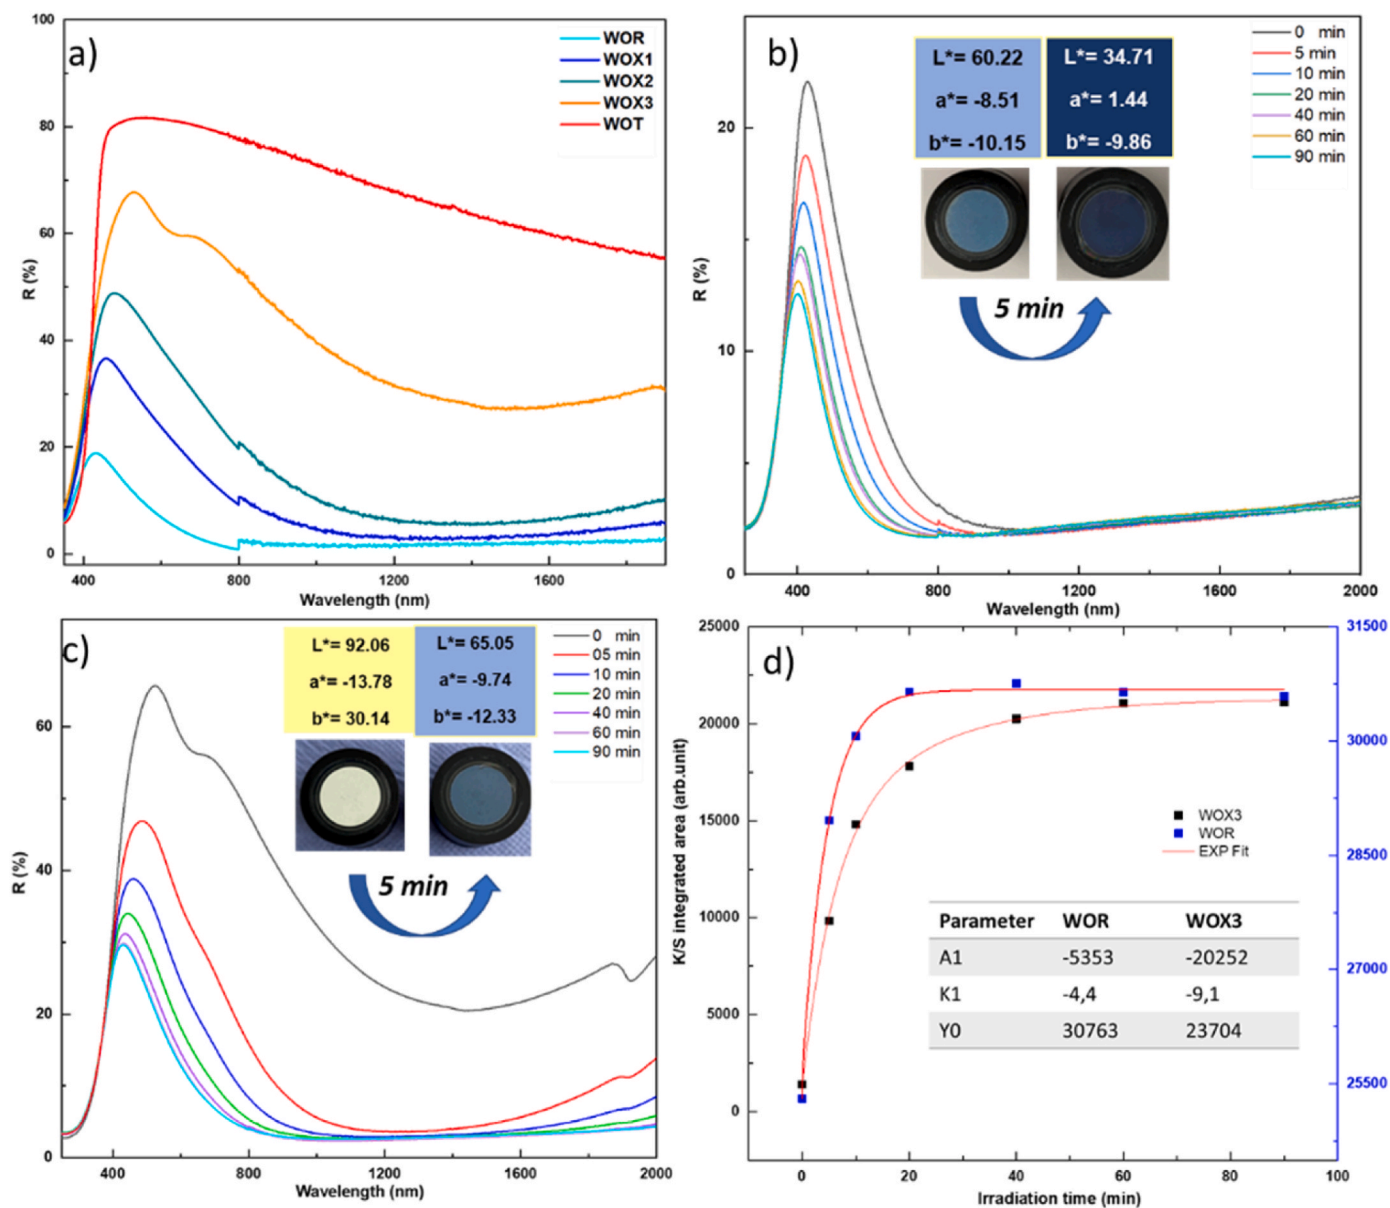 a)
100
80
60
40
20
0
R (%)
400
800
1200
1600
Wavelength (nm)
WOR
WOX1
WOX2
WOX3
WOT
b)
20
10
0
R (%)
400
800
1200
1600
2000
Wavelength (nm)
L*= 60.22
a*= -8.51
b*= -10.15
L*= 34.71
a*= 1.44
b*= -9.86
5 min
0 min
5 min
10 min
20 min
40 min
60 min
90 min
c)
60
40
20
0
R (%)
400
800
1200
1600
2000
Wavelength (nm)
L*= 92.06
a*= -13.78
b*= 30.14
L*= 65.05
a*= -9.74
b*= -12.33
5 min
0 min
05 min
10 min
20 min
40 min
60 min
90 min
d)
25000
20000
15000
10000
5000
0
K/S integrated area (arb.unit)
31500
30000
28500
27000
25500
0
20
40
60
80
100
Irradiation time (min)
WOX3
WOR
EXP Fit
Parameter WOR WOX3
A1 -5353 -20252
K1 -4,4 -9,1
Y0 30763 23704